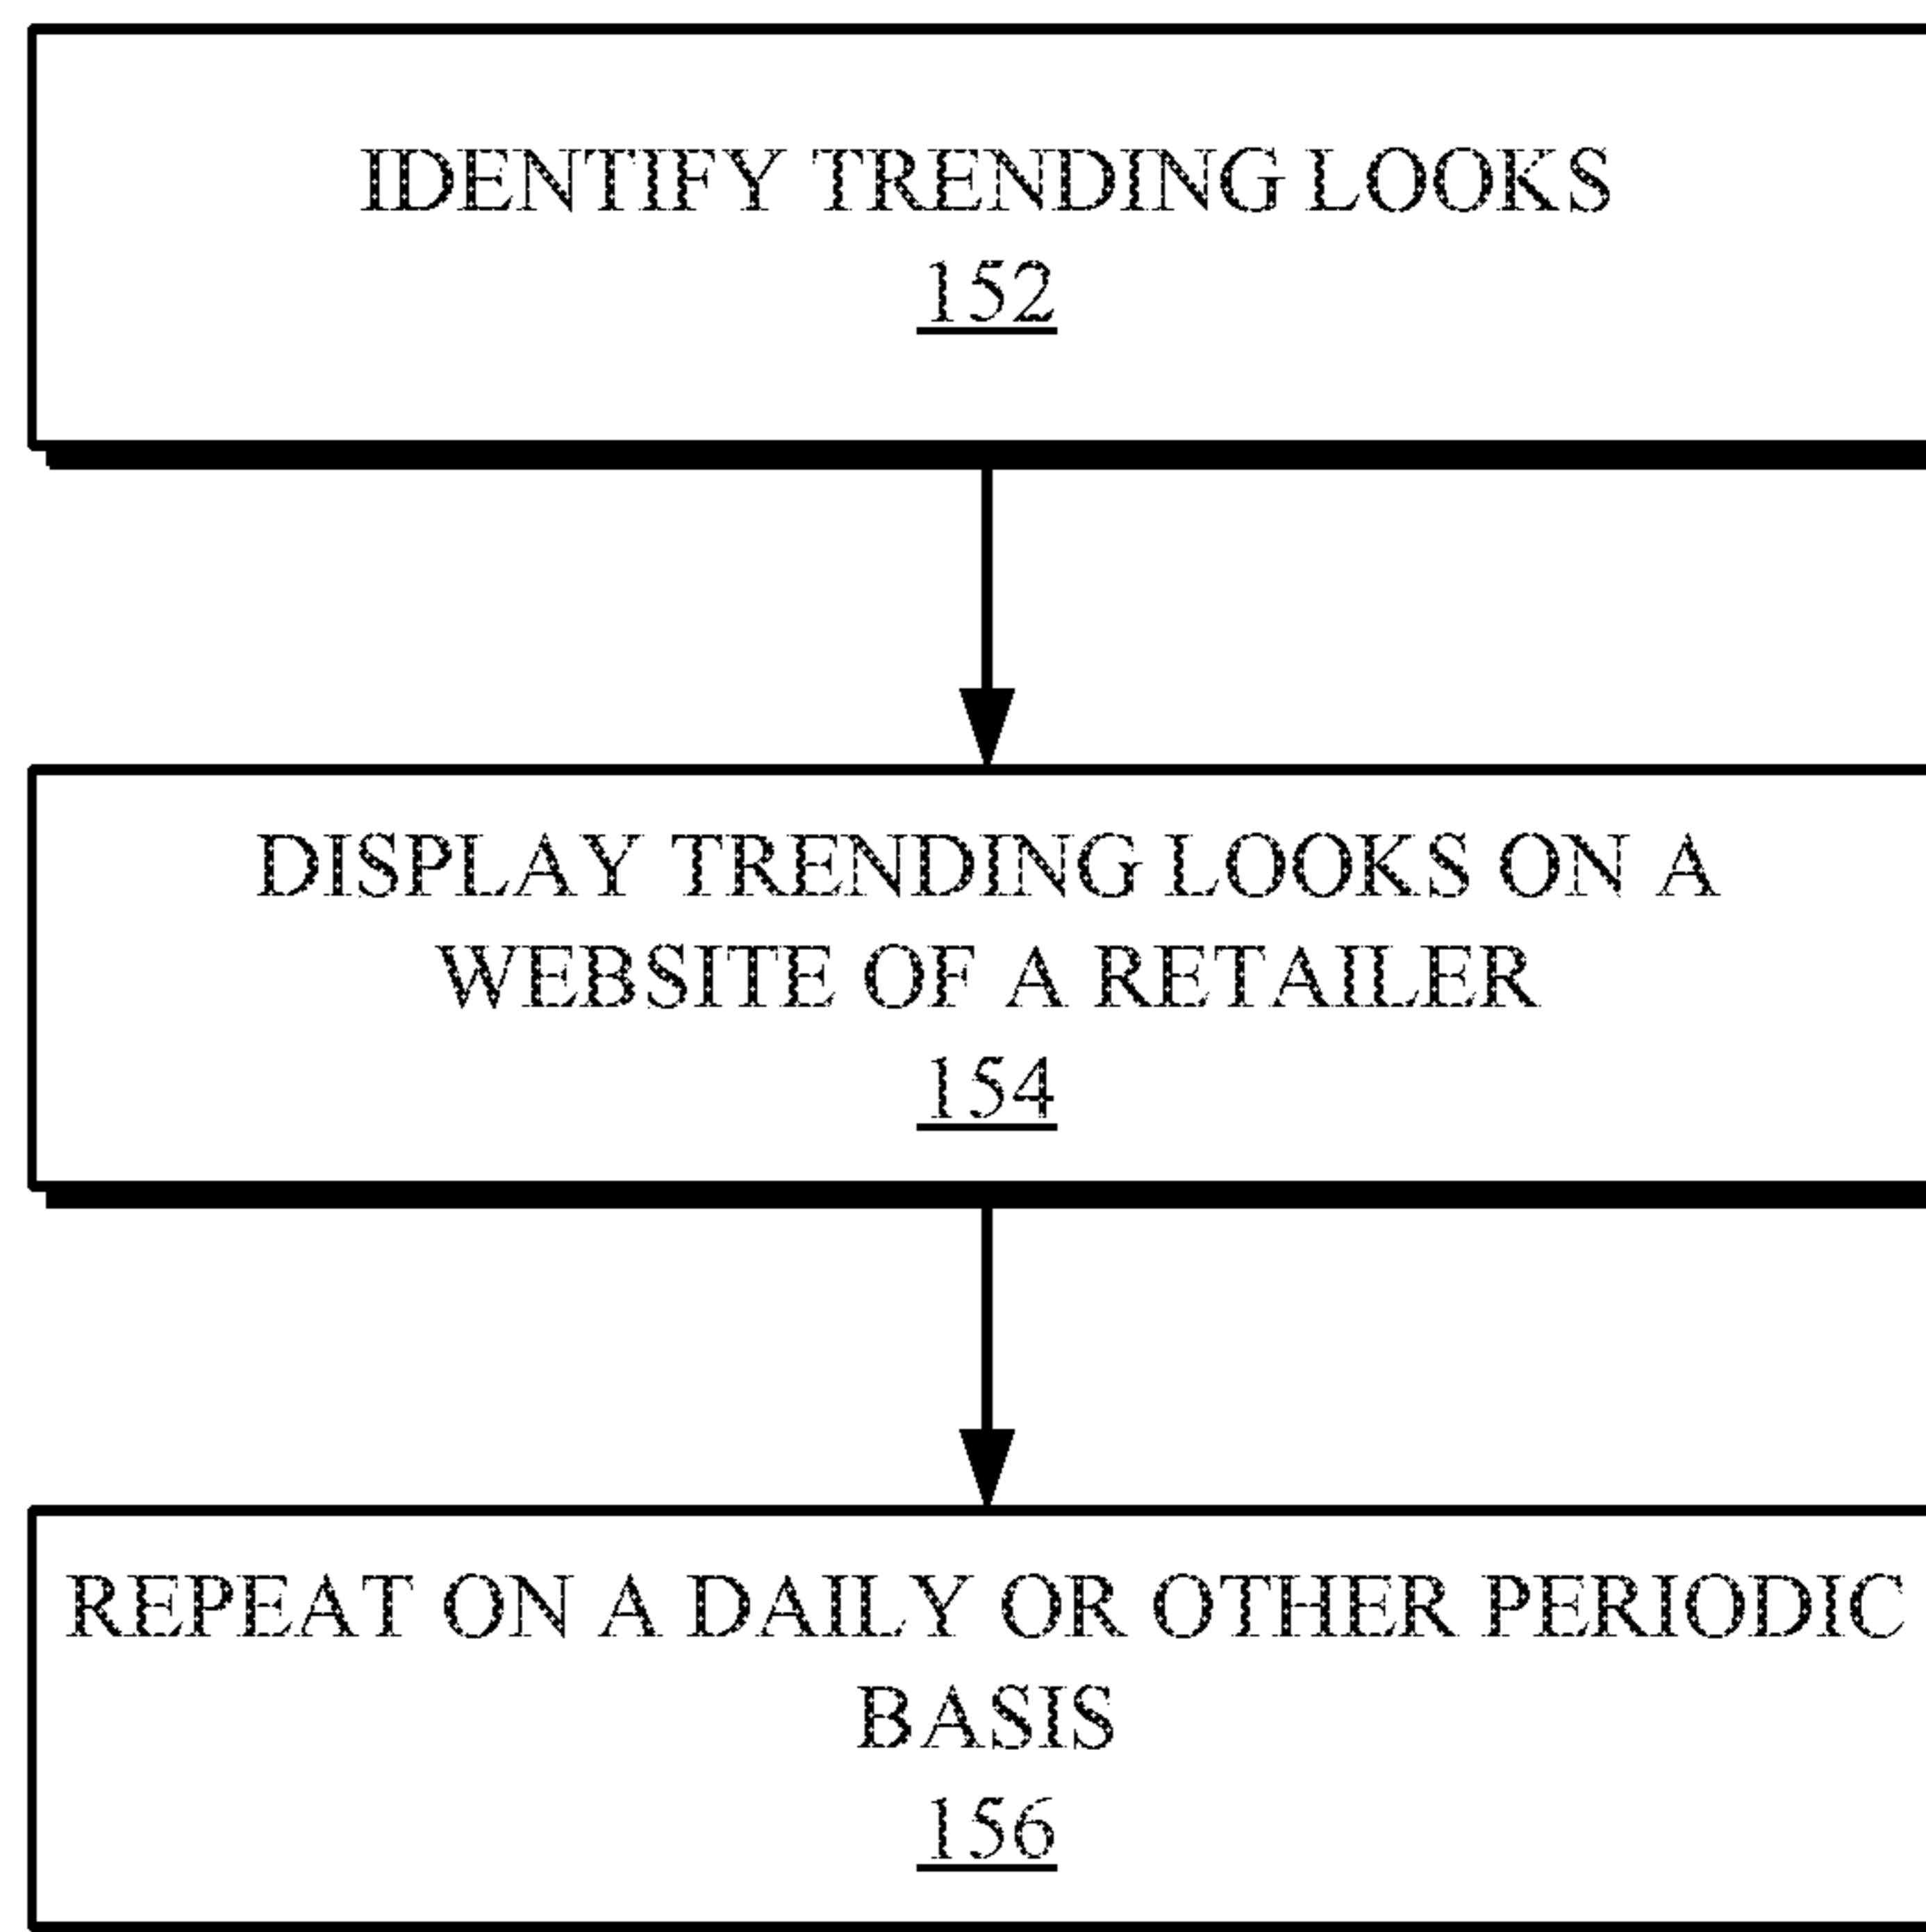 IDENTIFY TRENDING LOOKS
152
DISPLAY TRENDING LOOKS ON A
WEBSITE OF A RETAILER
154
REPEAT ON A DAILY OR OTHER PERIODIC
BASIS
156